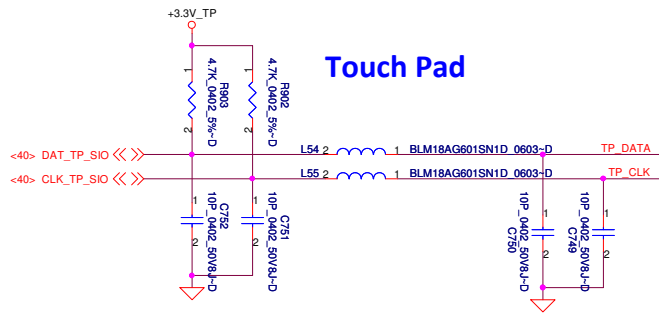 +3.3V_TP
Touch Pad
1
1
R903
4.7K_0402_5%~D
R902
4.7K_0402_5%~D
2
2
<40> DAT_TP_SIO
L54 2
1
BLM18AG601SN1D_0603~D
TP_DATA
<40> CLK_TP_SIO
L55 2
1
BLM18AG601SN1D_0603~D
TP_CLK
1
1
C752
10P_0402_50V8J~D
C751
10P_0402_50V8J~D
2
2
1
1
10P_0402_50V8J~D
C750
10P_0402_50V8J~D
C749
2
2